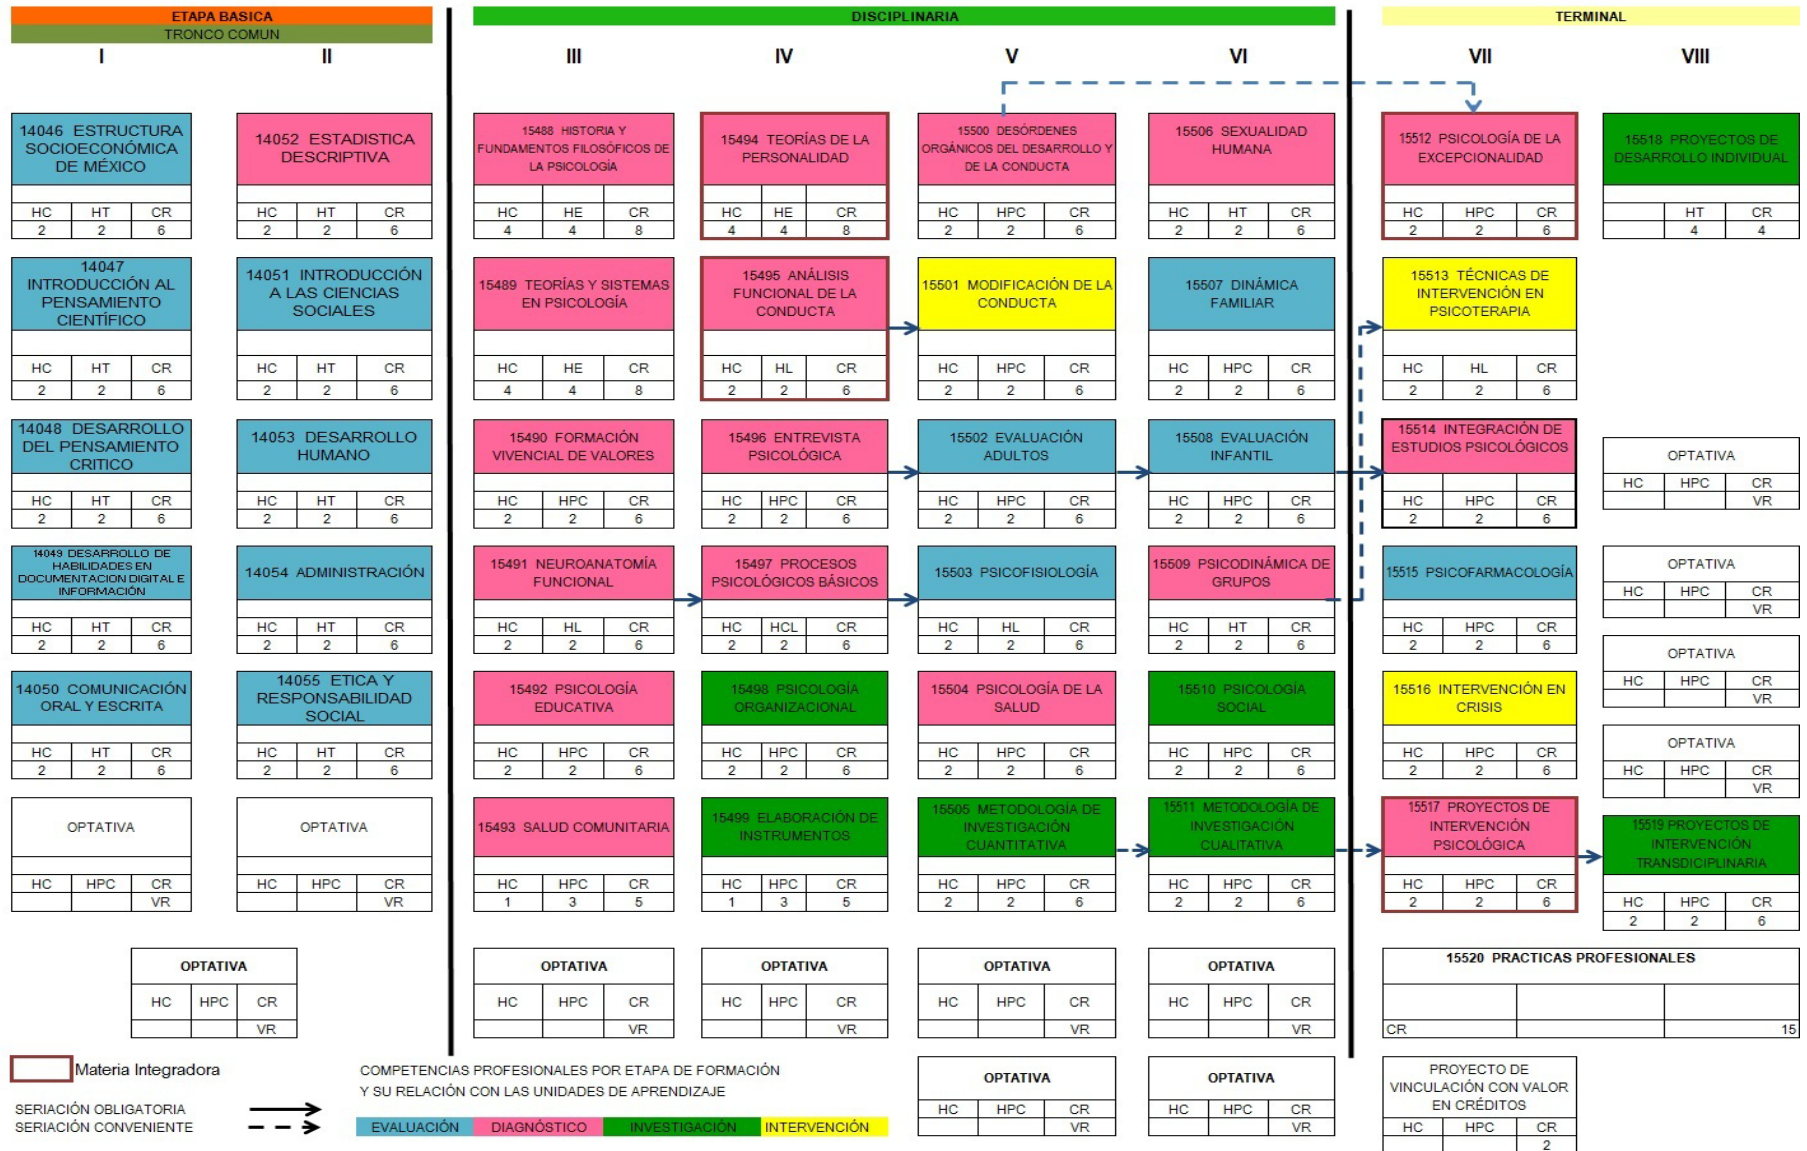 ETAPA BASICA
DISCIPLINARIA
TERMINAL
TRONCO COMUN
I
II
III
IV
V
VI
VII
VIII
14046 ESTRUCTURA
SOCIOECONÓMICA
DE MÉXICO
HC HT CR
2 2 6
14052 ESTADISTICA
DESCRIPTIVA
HC HT CR
2 2 6
15488 HISTORIA Y
FUNDAMENTOS FILOSÓFICOS DE
LA PSICOLOGÍA
HC HE CR
4 4 8
15494 TEORÍAS DE LA
PERSONALIDAD
HC HE CR
4 4 8
15500 DESÓRDENES
ORGÁNICOS DEL DESARROLLO Y
DE LA CONDUCTA
HC HPC CR
2 2 6
15506 SEXUALIDAD
HUMANA
HC HT CR
2 2 6
15512 PSICOLOGÍA DE LA
EXCEPCIONALIDAD
HC HPC CR
2 2 6
15518 PROYECTOS DE
DESARROLLO INDIVIDUAL
HT CR
4 4
14047
INTRODUCCIÓN AL
PENSAMIENTO
CIENTÍFICO
HC HT CR
2 2 6
14051 INTRODUCCIÓN
A LAS CIENCIAS
SOCIALES
HC HT CR
2 2 6
15489 TEORÍAS Y SISTEMAS
EN PSICOLOGÍA
HC HE CR
4 4 8
15495 ANÁLISIS
FUNCIONAL DE LA
CONDUCTA
HC HL CR
2 2 6
15501 MODIFICACIÓN DE LA
CONDUCTA
HC HPC CR
2 2 6
15507 DINÁMICA
FAMILIAR
HC HPC CR
2 2 6
15513 TÉCNICAS DE
INTERVENCIÓN EN
PSICOTERAPIA
HC HL CR
2 2 6
14048 DESARROLLO
DEL PENSAMIENTO
CRITICO
HC HT CR
2 2 6
14053 DESARROLLO
HUMANO
HC HT CR
2 2 6
15490 FORMACIÓN
VIVENCIAL DE VALORES
HC HPC CR
2 2 6
15496 ENTREVISTA
PSICOLÓGICA
HC HPC CR
2 2 6
15502 EVALUACIÓN
ADULTOS
HC HPC CR
2 2 6
15508 EVALUACIÓN
INFANTIL
HC HPC CR
2 2 6
15514 INTEGRACIÓN DE
ESTUDIOS PSICOLÓGICOS
HC HPC CR
2 2 6
OPTATIVA
HC HPC CR
VR
14049 DESARROLLO DE
HABILIDADES EN
DOCUMENTACION DIGITAL E
INFORMACIÓN
HC HT CR
2 2 6
14054 ADMINISTRACIÓN
HC HT CR
2 2 6
15491 NEUROANATOMÍA
FUNCIONAL
HC HL CR
2 2 6
15497 PROCESOS
PSICOLÓGICOS BÁSICOS
HC HCL CR
2 2 6
15503 PSICOFISIOLOGÍA
HC HL CR
2 2 6
15509 PSICODINÁMICA DE
GRUPOS
HC HT CR
2 2 6
15515 PSICOFARMACOLOGÍA
HC HPC CR
2 2 6
OPTATIVA
HC HPC CR
VR
14050 COMUNICACIÓN
ORAL Y ESCRITA
HC HT CR
2 2 6
14055 ETICA Y
RESPONSABILIDAD
SOCIAL
HC HT CR
2 2 6
15492 PSICOLOGÍA
EDUCATIVA
HC HPC CR
2 2 6
15498 PSICOLOGÍA
ORGANIZACIONAL
HC HPC CR
2 2 6
15504 PSICOLOGÍA DE LA
SALUD
HC HPC CR
2 2 6
15510 PSICOLOGÍA
SOCIAL
HC HPC CR
2 2 6
15516 INTERVENCIÓN EN
CRISIS
HC HPC CR
2 2 6
OPTATIVA
HC HPC CR
VR
OPTATIVA
HC HPC CR
VR
OPTATIVA
HC HPC CR
VR
OPTATIVA
HC HPC CR
VR
15493 SALUD COMUNITARIA
HC HPC CR
1 3 5
15499 ELABORACIÓN DE
INSTRUMENTOS
HC HPC CR
1 3 5
15505 METODOLOGÍA DE
INVESTIGACIÓN
CUANTITATIVA
HC HPC CR
2 2 6
15511 METODOLOGÍA DE
INVESTIGACIÓN
CUALITATIVA
HC HPC CR
2 2 6
15517 PROYECTOS DE
INTERVENCIÓN
PSICOLÓGICA
HC HPC CR
2 2 6
15519 PROYECTOS DE
INTERVENCIÓN
TRANSDICIPLINARIA
HC HPC CR
2 2 6
OPTATIVA
HC HPC CR
VR
OPTATIVA
HC HPC CR
VR
OPTATIVA
HC HPC CR
VR
OPTATIVA
HC HPC CR
VR
OPTATIVA
HC HPC CR
VR
15520 PRACTICAS PROFESIONALES
CR 15
Materia Integradora
SERIACIÓN OBLIGATORIA
SERIACIÓN CONVENIENTE
COMPETENCIAS PROFESIONALES POR ETAPA DE FORMACIÓN
Y SU RELACIÓN CON LAS UNIDADES DE APRENDIZAJE
EVALUACIÓN DIAGNÓSTICO INVESTIGACIÓN INTERVENCIÓN
OPTATIVA
HC HPC CR
VR
OPTATIVA
HC HPC CR
VR
PROYECTO DE
VINCULACIÓN CON VALOR
EN CRÉDITOS
HC HPC CR
2